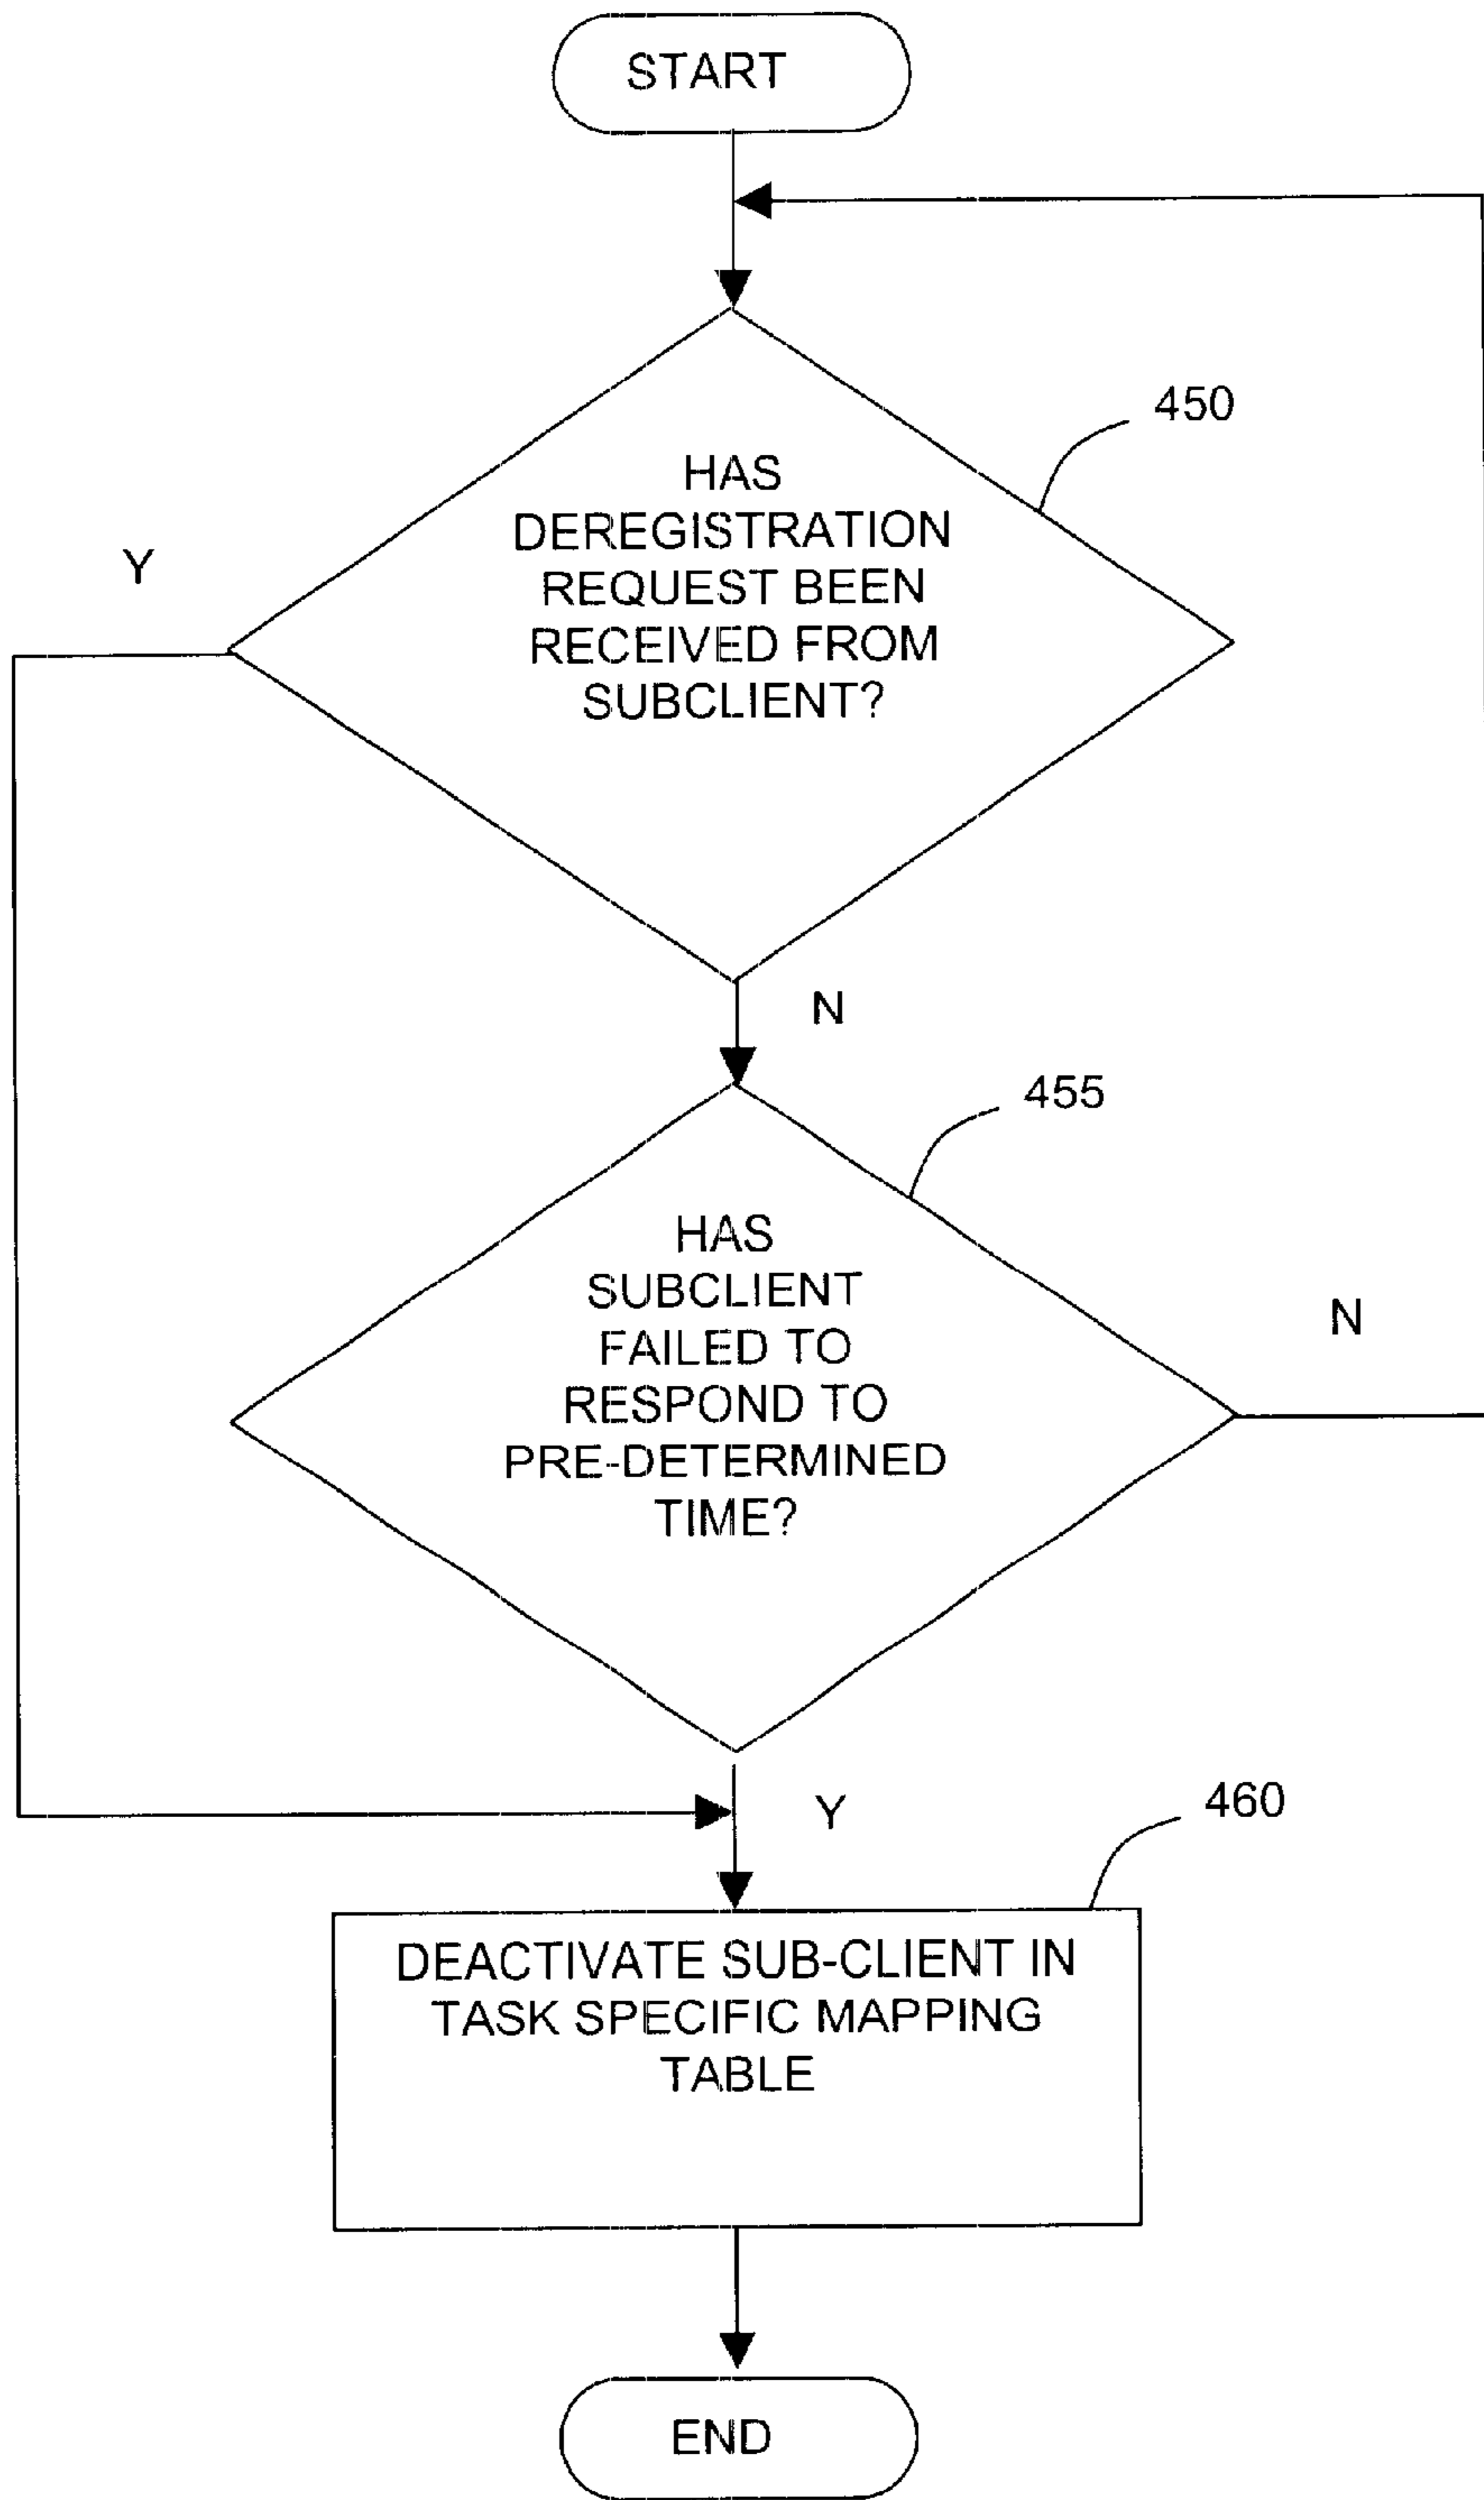 START
450
HAS
DEREGISTRATION
REQUEST BEEN
RECEIVED FROM
SUBCLIENT?
Y
N
455
HAS
SUBCLIENT
FAILED TO
RESPOND TO
PRE-DETERMINED
TIME?
N
Y
460
DEACTIVATE SUB-CLIENT IN
TASK SPECIFIC MAPPING
TABLE
END